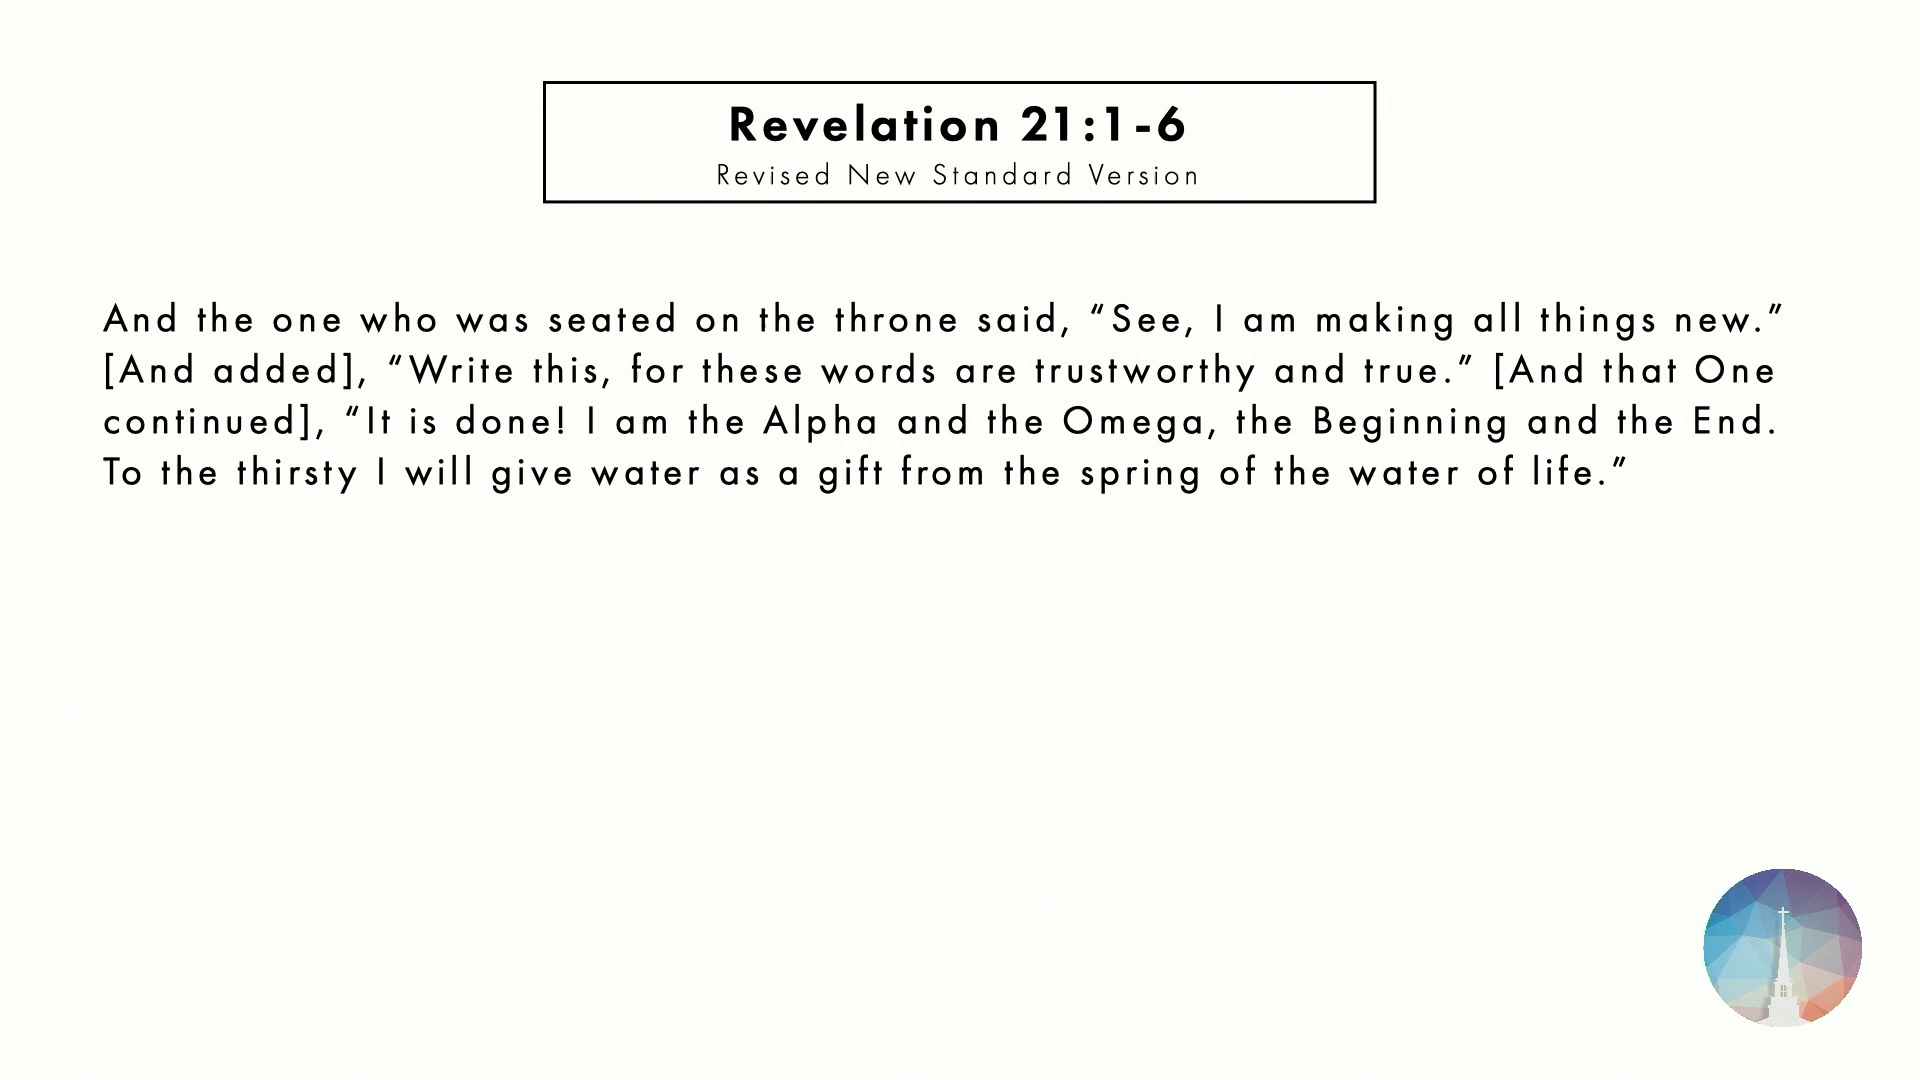 Revelation 21:1-6
Revised New Standard Version
And the one who was seated on the throne said, “See, I am making all things new.”
[And added], “Write this, for these words are trustworthy and true.” [And that One
continued], “It is done! I am the Alpha and the Omega, the Beginning and the End.
To the thirsty I will give water as a gift from the spring of the water of life.”